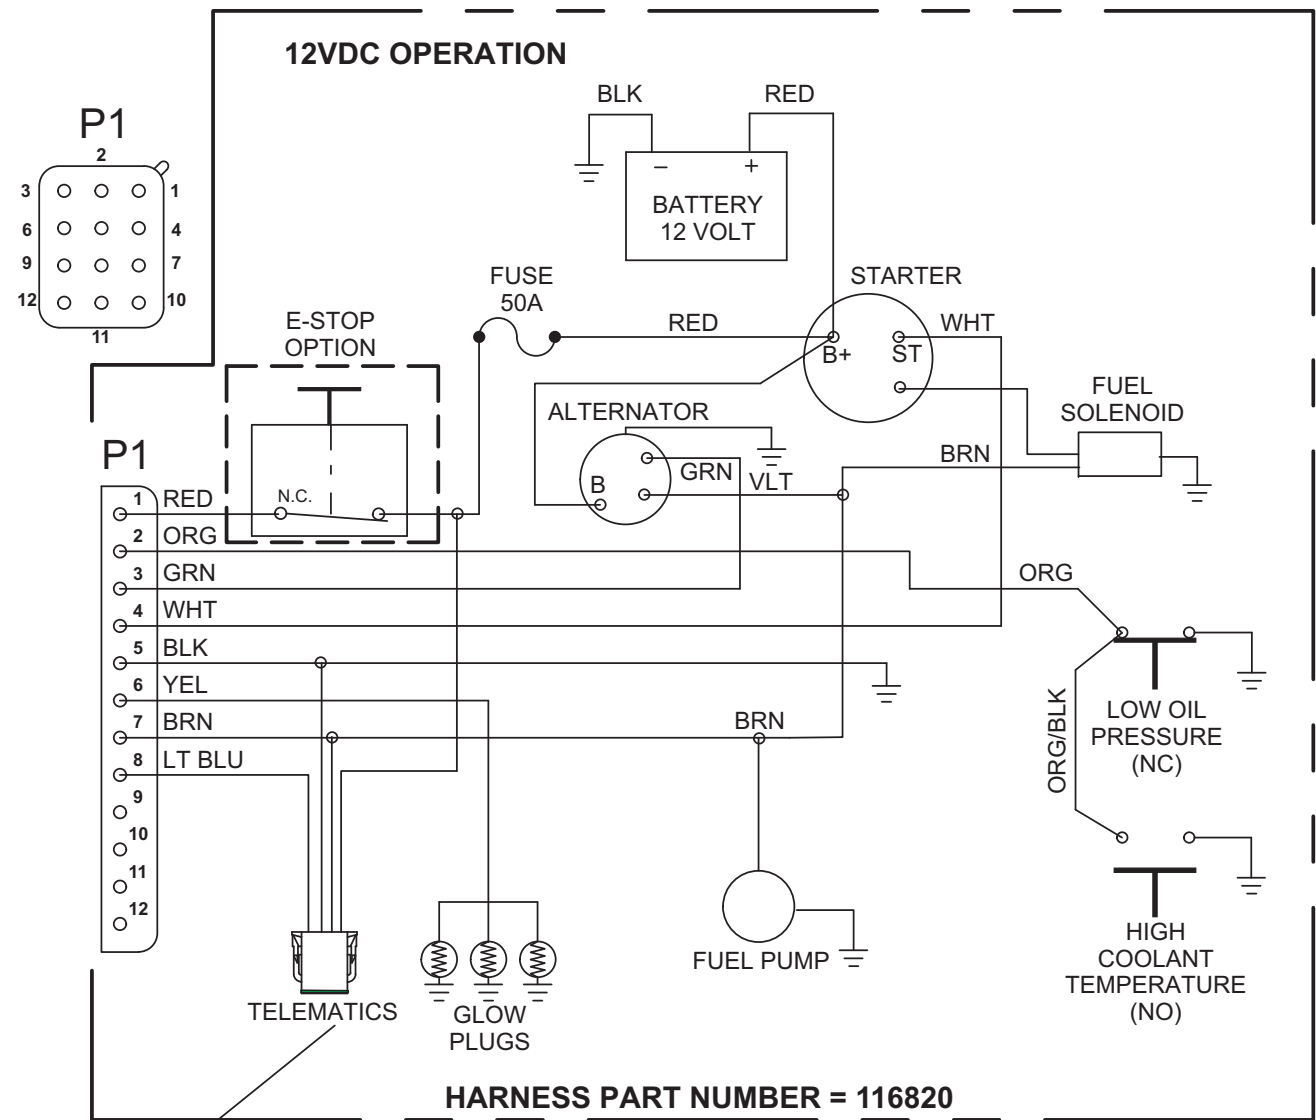 12VDC OPERATION
BLK RED
P1
2
3 1
6 4
9 7
12 10
11
− +
BATTERY
12 VOLT
FUSE
50A
STARTER
E-STOP
OPTION
RED
WHT
B+ ST
FUEL
SOLENOID
ALTERNATOR
P1
BRN
GRN
VLT
B
N.C.
1 RED
2 ORG
3 GRN
ORG
4 WHT
5 BLK
6 YEL
7 BRN
BRN
8 LT BLU
9
10
11
12
ORG/BLK
LOW OIL
PRESSURE
(NC)
HIGH
COOLANT
TEMPERATURE
(NO)
FUEL PUMP
TELEMATICS
GLOW
PLUGS
HARNESS PART NUMBER = 116820